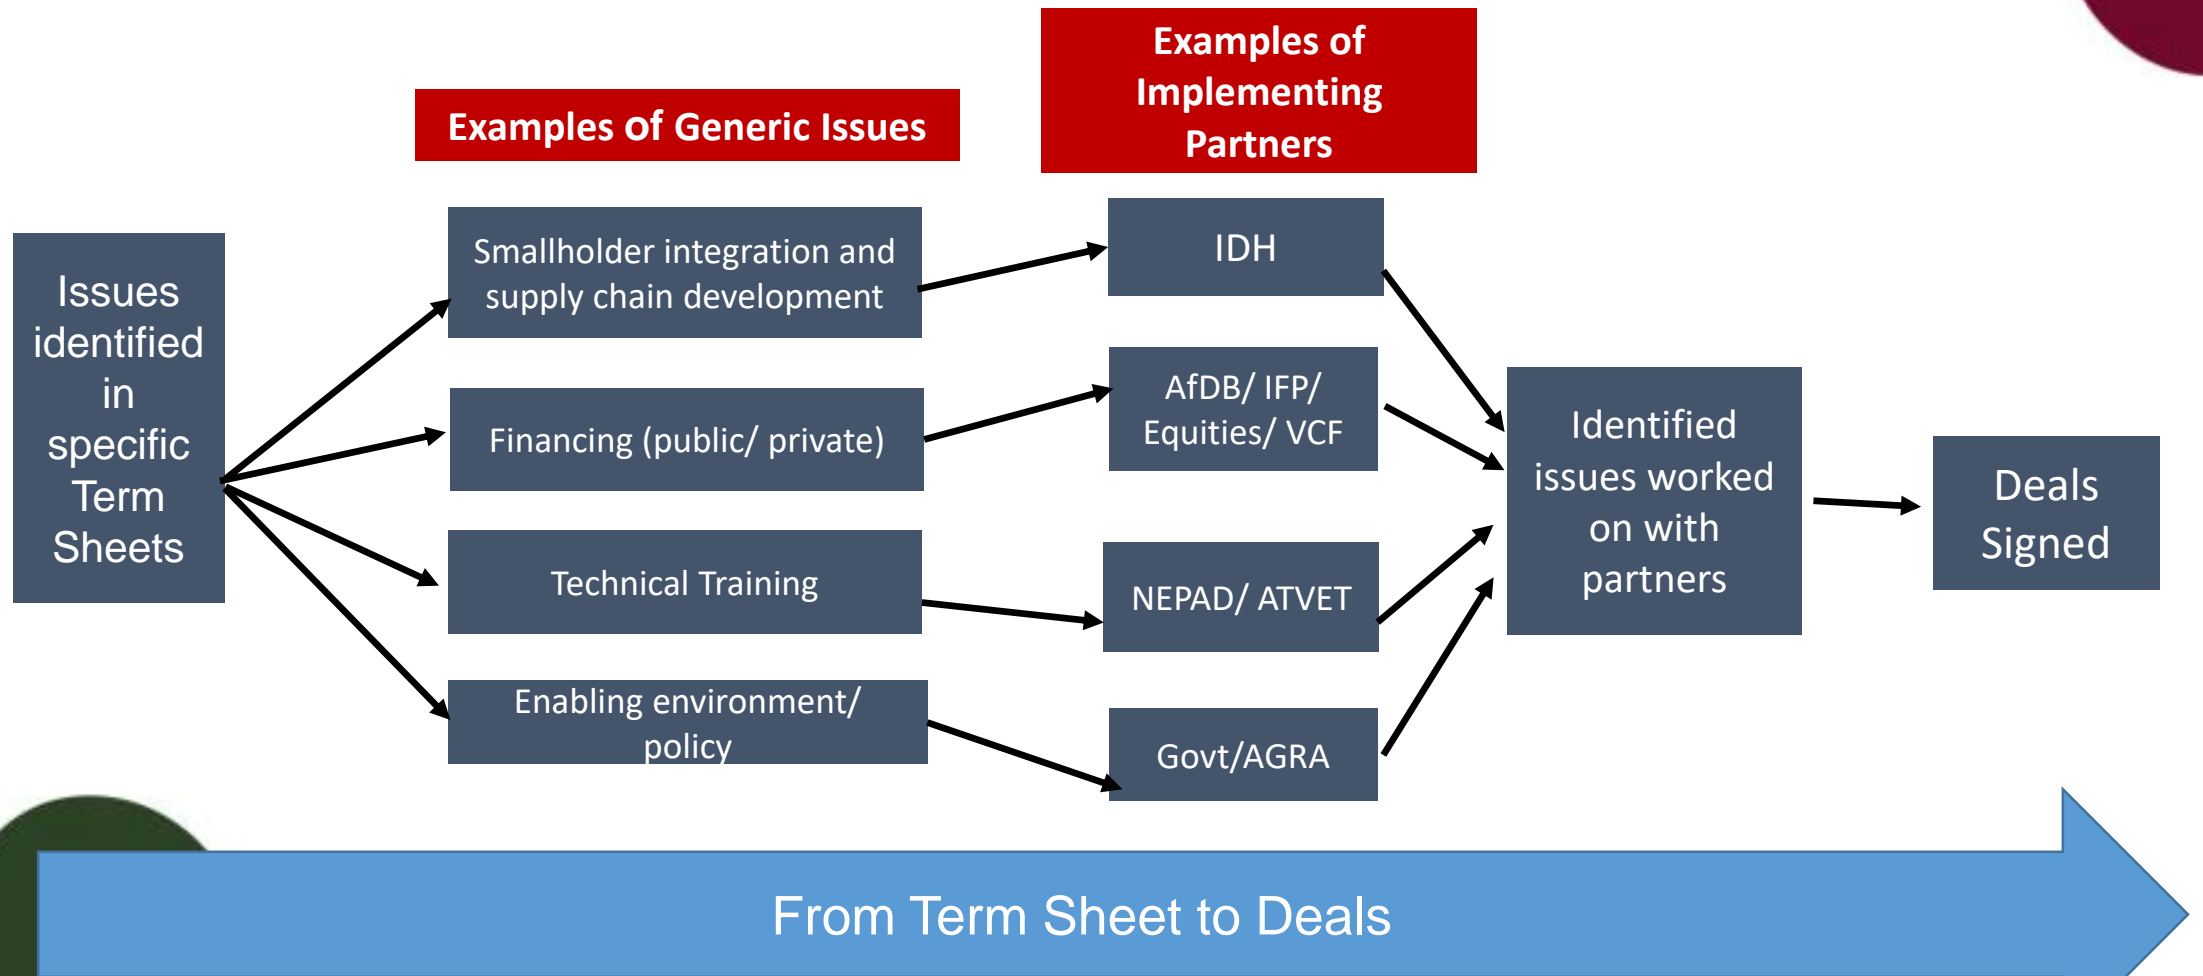 Examples of Generic Issues
Examples of
Implementing
Partners
Issues
identified
in
specific
Term
Sheets
Smallholder integration and
supply chain development
Financing (public/ private)
Technical Training
Enabling environment/
policy
IDH
AfDB/ IFP/
Equities/ VCF
NEPAD/ ATVET
Govt/AGRA
Identified
issues worked
on with
partners
Deals
Signed
From Term Sheet to Deals